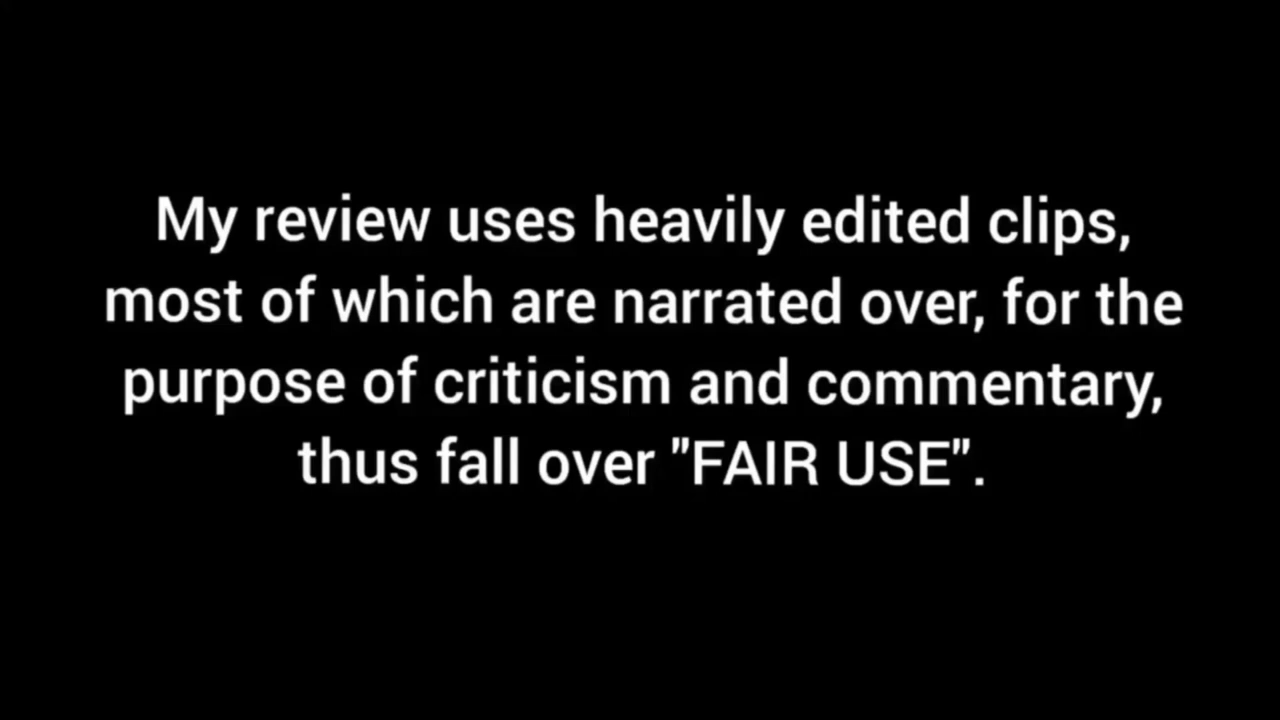 My review uses heavily edited clips,
most of which are narrated over, for the
purpose of criticism and commentary,
thus fall over "FAIR USE".